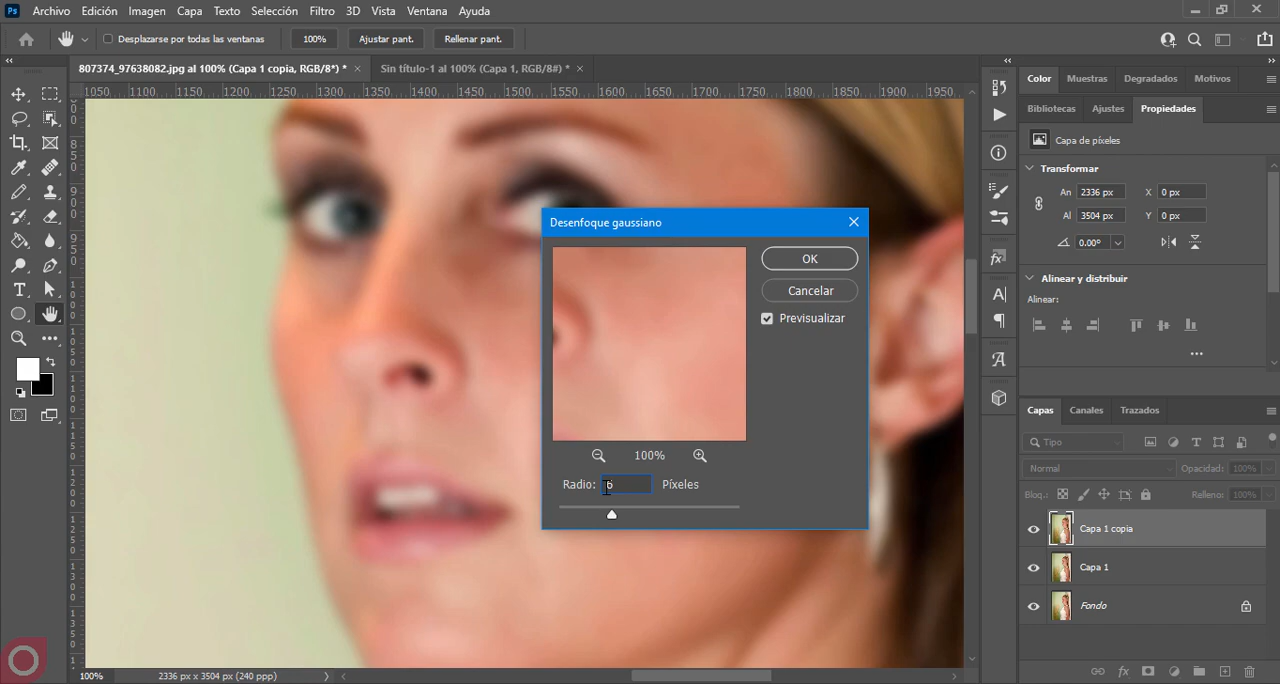 Ps Archivo Edición Imagen Capa Texto Selección Filtro 3D Vista Ventana Ayuda
Desplazarse por todas las ventanas 100% Ajustar pant. Rellenar pant.
807374_97638082.jpg al 100% (Capa 1 copia, RGB/8*) * × Sin título-1 al 100% (Capa 1, RGB/8#) * ×
1050 1100 1150 1200 1250 1300 1350 1400 1450 1500 1550 1600 1650 1700 1750 1800 1850 1900 1950
Color Muestras Degradados Motivos
Bibliotecas Ajustes Propiedades
Capa de píxeles
Transformar
An 2336 px X 0 px
Al 3504 px Y 0 px
0.00°
Alinear y distribuir
Alinear:
Desenfoque gaussiano
OK
Cancelar
Previsualizar
100%
Radio: 6 Píxeles
Capas Canales Trazados
Tipo
Normal Opacidad: 100%
Bloq.: Relleno: 100%
Capa 1 copia
Capa 1
Fondo
100% 2336 px x 3504 px (240 ppp)